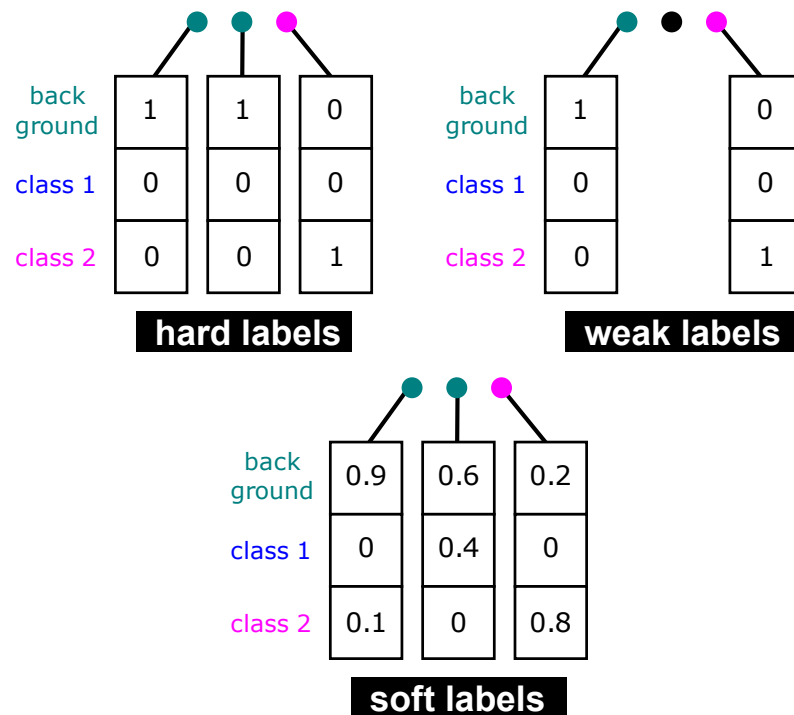 back
ground
1 1 0
class 1
0 0 0
class 2
0 0 1
hard labels
back
ground
1 0
class 1
0 0
class 2
0 1
weak labels
back
ground
0.9 0.6 0.2
class 1
0 0.4 0
class 2
0.1 0 0.8
soft labels